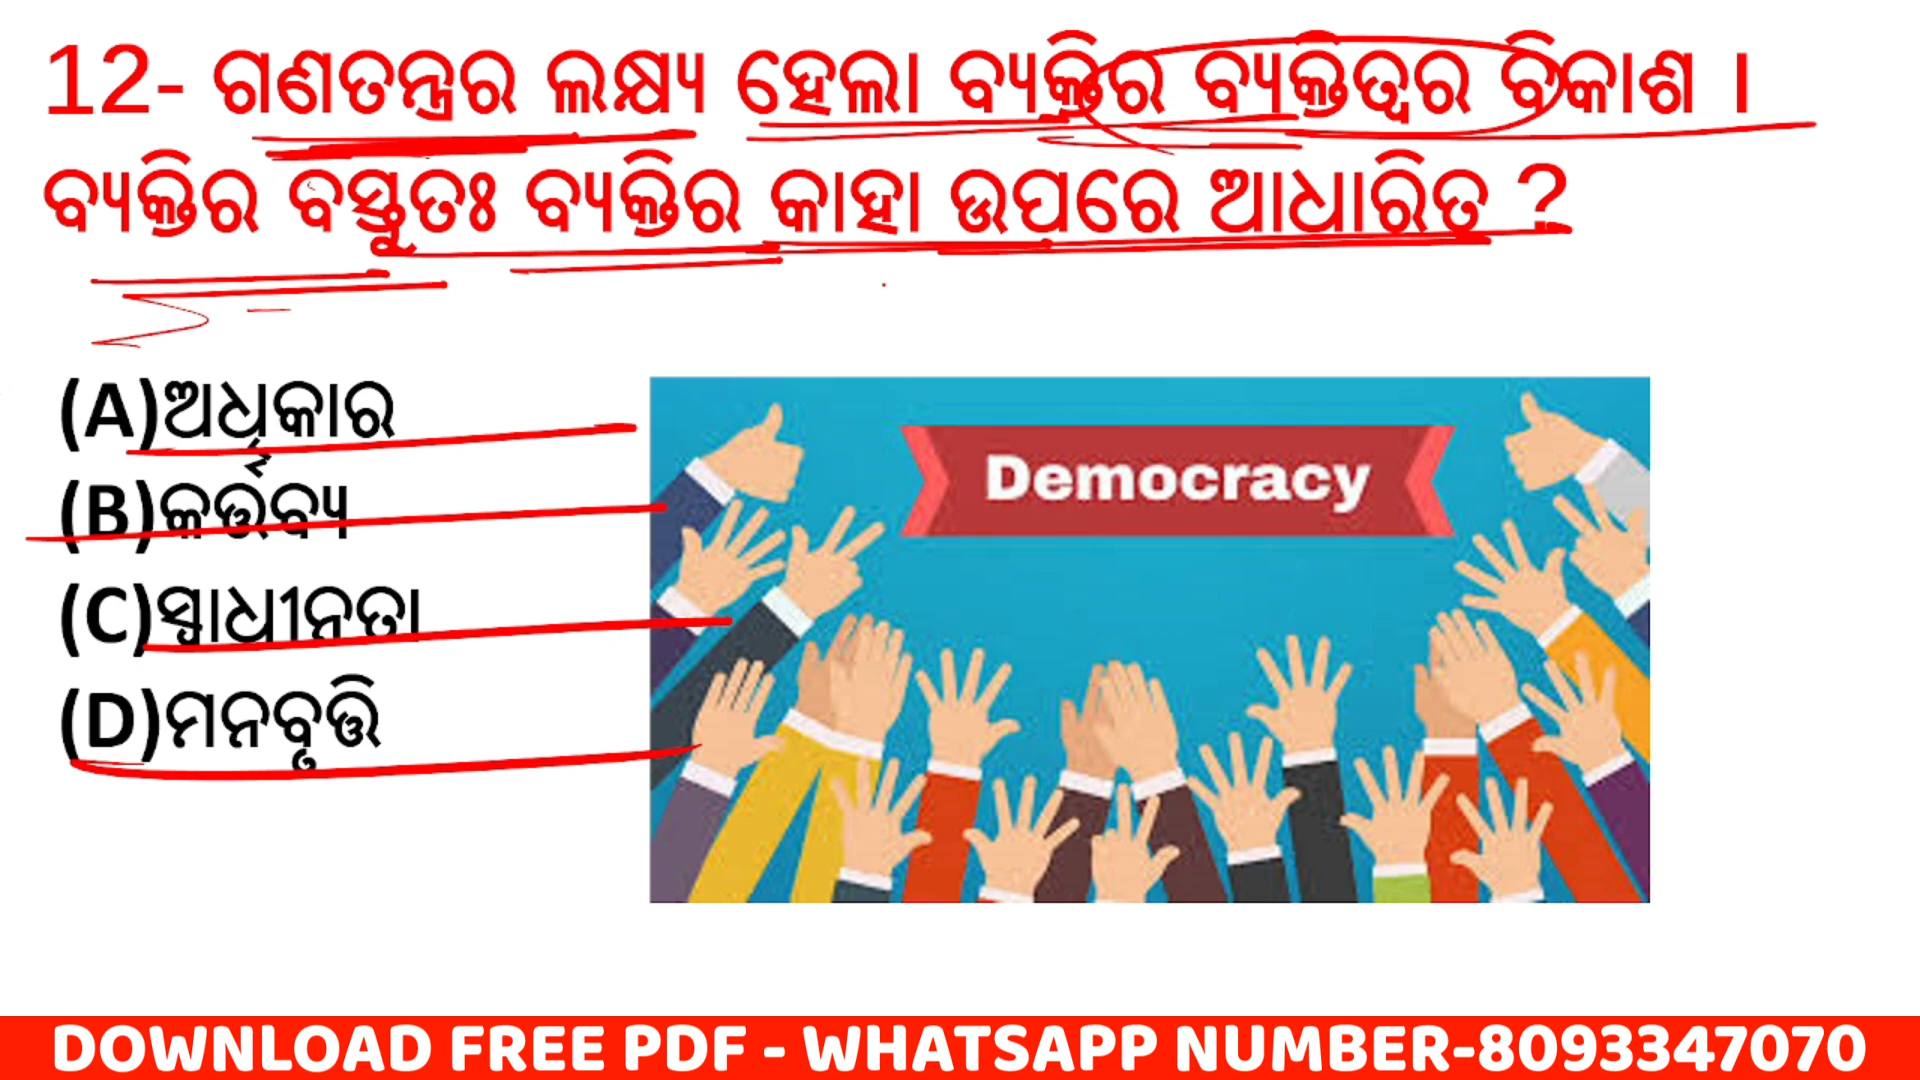 12- ଗଣତନ୍ତ୍ରର ଲକ୍ଷ୍ୟ ହେଲା ବ୍ୟକ୍ତିର ବ୍ୟକ୍ତିତ୍ୱର ବିକାଶ ।
ବ୍ୟକ୍ତିର ବସ୍ତୁତଃ ବ୍ୟକ୍ତିର କାହା ଉପରେ ଆଧାରିତ ?
(A)ଅଧିକାର
(B)କର୍ତ୍ତବ୍ୟ
(C)ସ୍ୱାଧୀନତା
(D)ମନବୃତ୍ତି
Democracy
DOWNLOAD FREE PDF - WHATSAPP NUMBER-8093347070